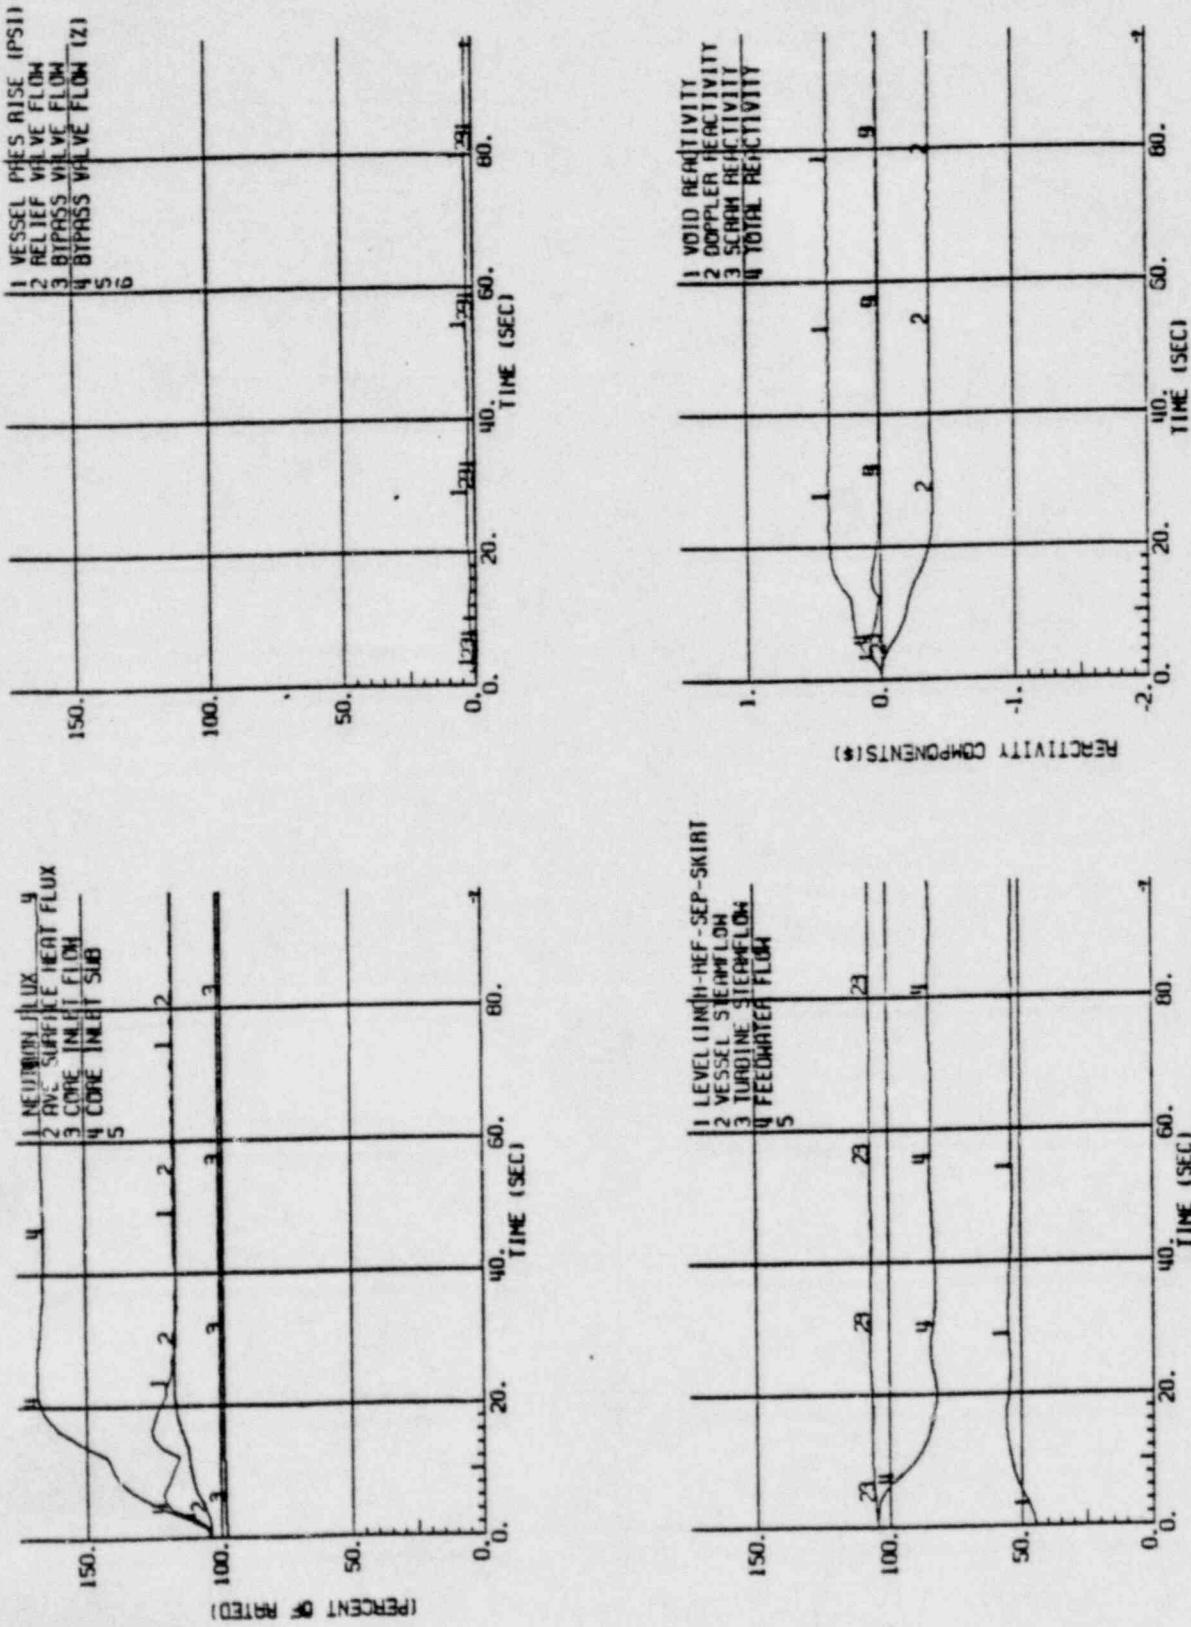 1 NEUTRON FLUX
2 AVE SURFACE HEAT FLUX
3 CORE INLET FLOW
4 CORE INLET SUB
5
150.
100.
50.
0.
(PERCENT OF RATED)
0.
20.
40.
60.
80.
TIME (SEC)
1 VESSEL PRES RISE (PSI)
2 RELIEF VALVE FLOW
3 BYPASS VALVE FLOW
4 BYPASS VALVE FLOW (%)
5 6
150.
100.
50.
0.
0.
20.
40.
60.
80.
TIME (SEC)
1 LEVEL(INCH-REF-SEP-SKIRT
2 VESSEL STEAMFLOW
3 TURBINE STEAMFLOW
4 FEEDWATER FLOW
5
150.
100.
50.
0.
0.
20.
40.
60.
80.
TIME (SEC)
1 VOID REACTIVITY
2 DOPPLER REACTIVITY
3 SCRAM REACTIVITY
4 TOTAL REACTIVITY
1.
0.
-1.
-2.
REACTIVITY COMPONENTS($)
0.
20.
40.
60.
80.
TIME (SEC)